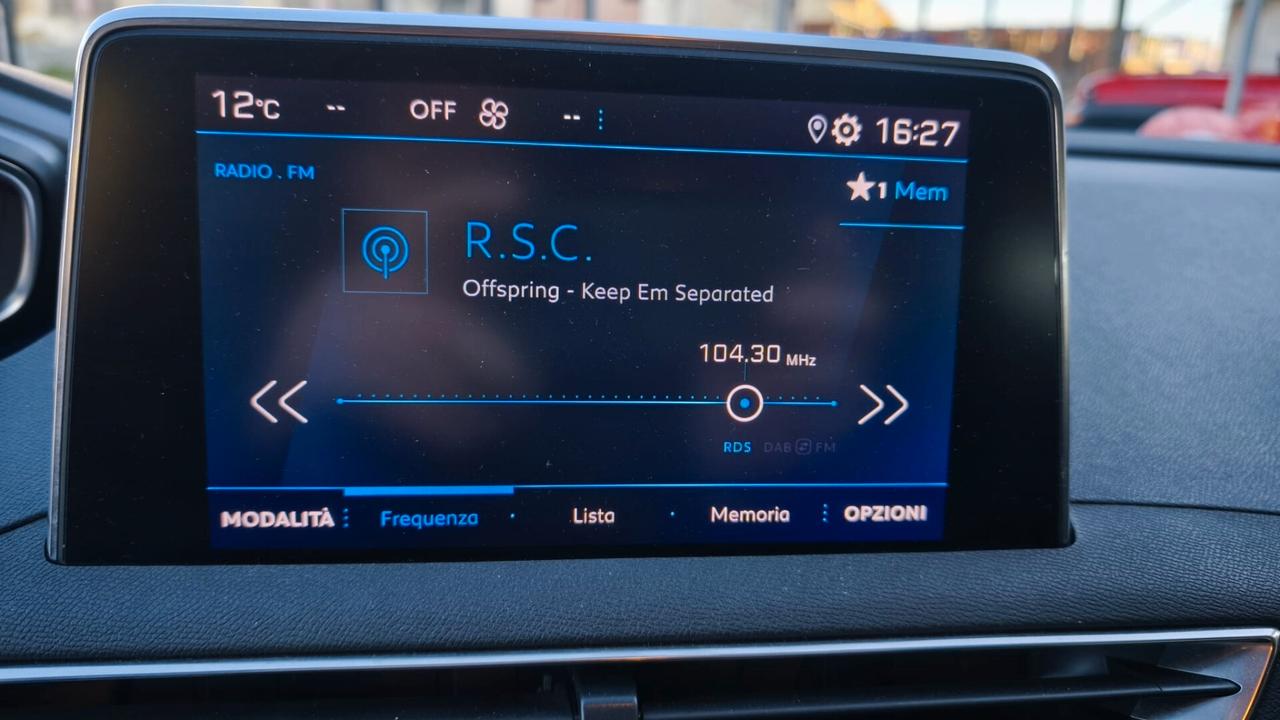 12°C -- OFF -- 16:27
RADIO . FM
1 Mem
R.S.C.
Offspring - Keep Em Separated
104.30 MHz
RDS DAB FM
MODALITÀ Frequenza Lista Memoria OPZIONI